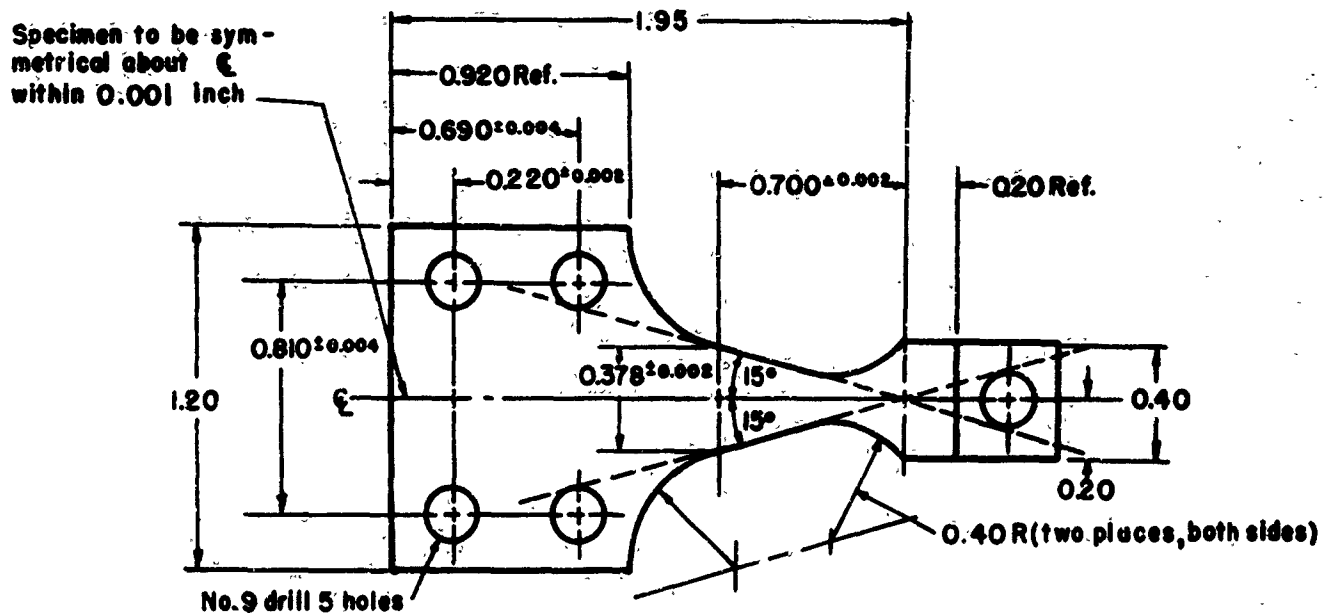 Specimen to be sym-
metrical about ℄
within 0.001 inch
1.95
0.920 Ref.
0.690 ±0.004
0.220 ±0.002
0.700 ±0.002
0.20 Ref.
0.810 ±0.004
0.378 ±0.002
15°
15°
1.20
℄
0.40
0.20
0.40 R (two places, both sides)
No. 9 drill 5 holes